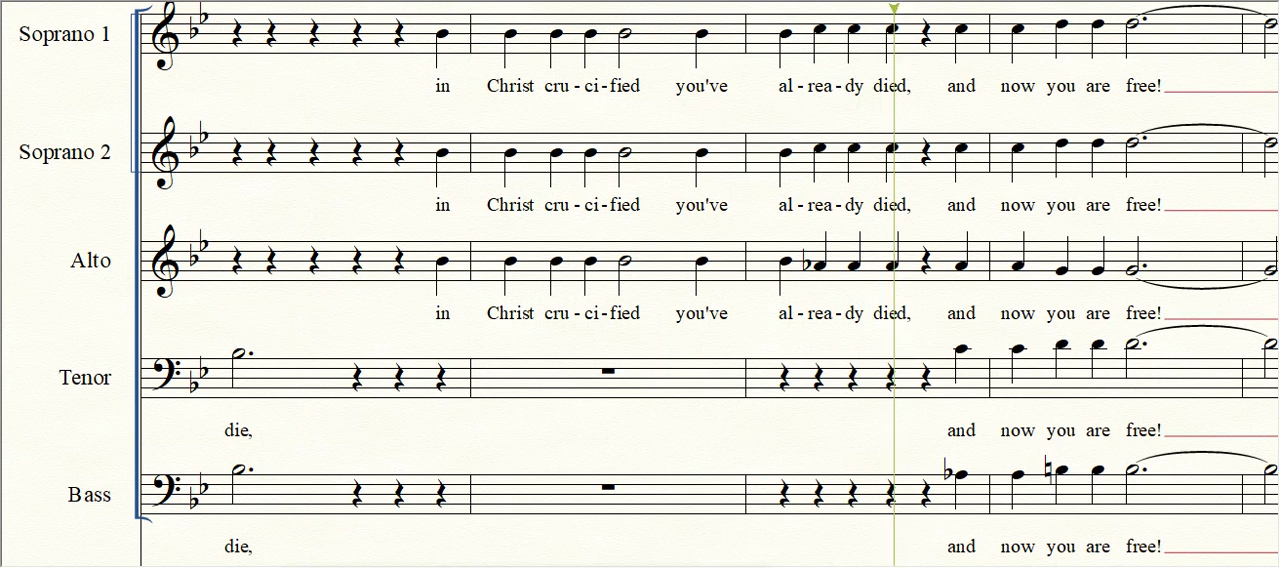 Soprano 1
in Christ cru - ci - fied you've al - rea - dy died, and now you are free!
Soprano 2
in Christ cru - ci - fied you've al - rea - dy died, and now you are free!
Alto
in Christ cru - ci - fied you've al - rea - dy died, and now you are free!
Tenor
die, and now you are free!
Bass
die, and now you are free!